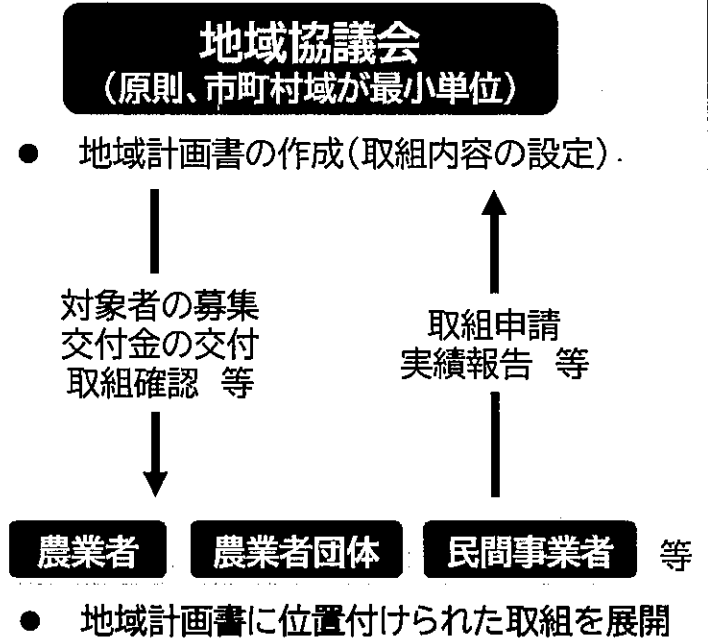 地域協議会
（原則、市町村域が最小単位）
● 地域計画書の作成（取組内容の設定）
対象者の募集
交付金の交付
取組確認 等
取組申請
実績報告 等
農業者 農業者団体 民間事業者 等
● 地域計画書に位置付けられた取組を展開